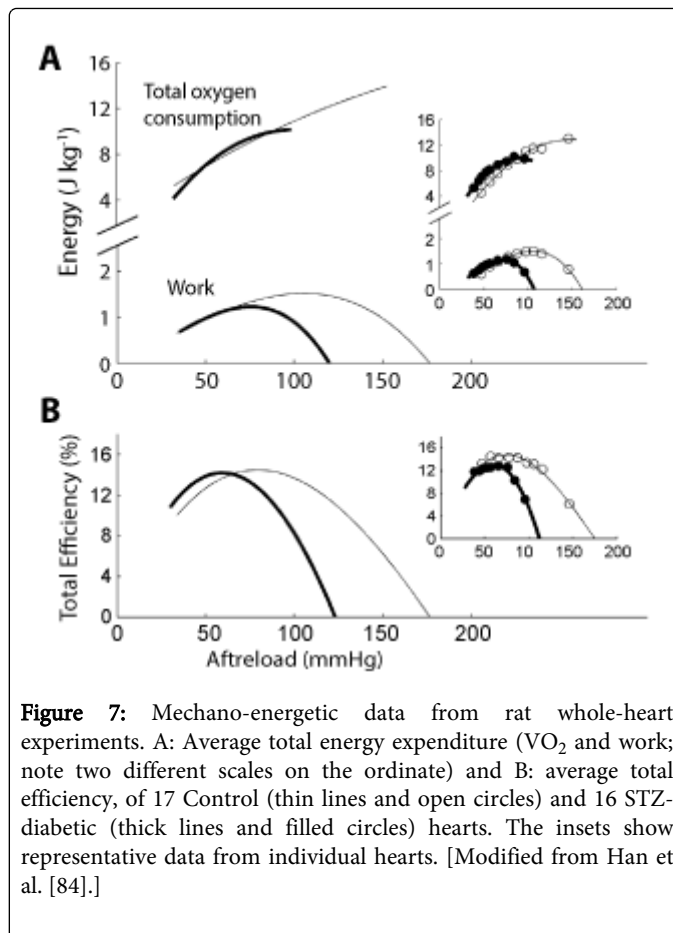 A
16
Total oxygen
consumption
12
8
4
Energy (J kg⁻¹)
2
Work
1
0
0 50 100 150 200
16
12
8
4
2
1
0
0 50 10 150 200
B
16
12
8
4
0
Total Efficiency (%)
0 50 100 150 200
Aftreload (mmHg)
16
12
8
4
0
0 50 10 150 200
Figure 7: Mechano-energetic data from rat whole-heart
experiments. A: Average total energy expenditure (VO₂ and work;
note two different scales on the ordinate) and B: average total
efficiency, of 17 Control (thin lines and open circles) and 16 STZ-
diabetic (thick lines and filled circles) hearts. The insets show
representative data from individual hearts. [Modified from Han et
al. [84].]